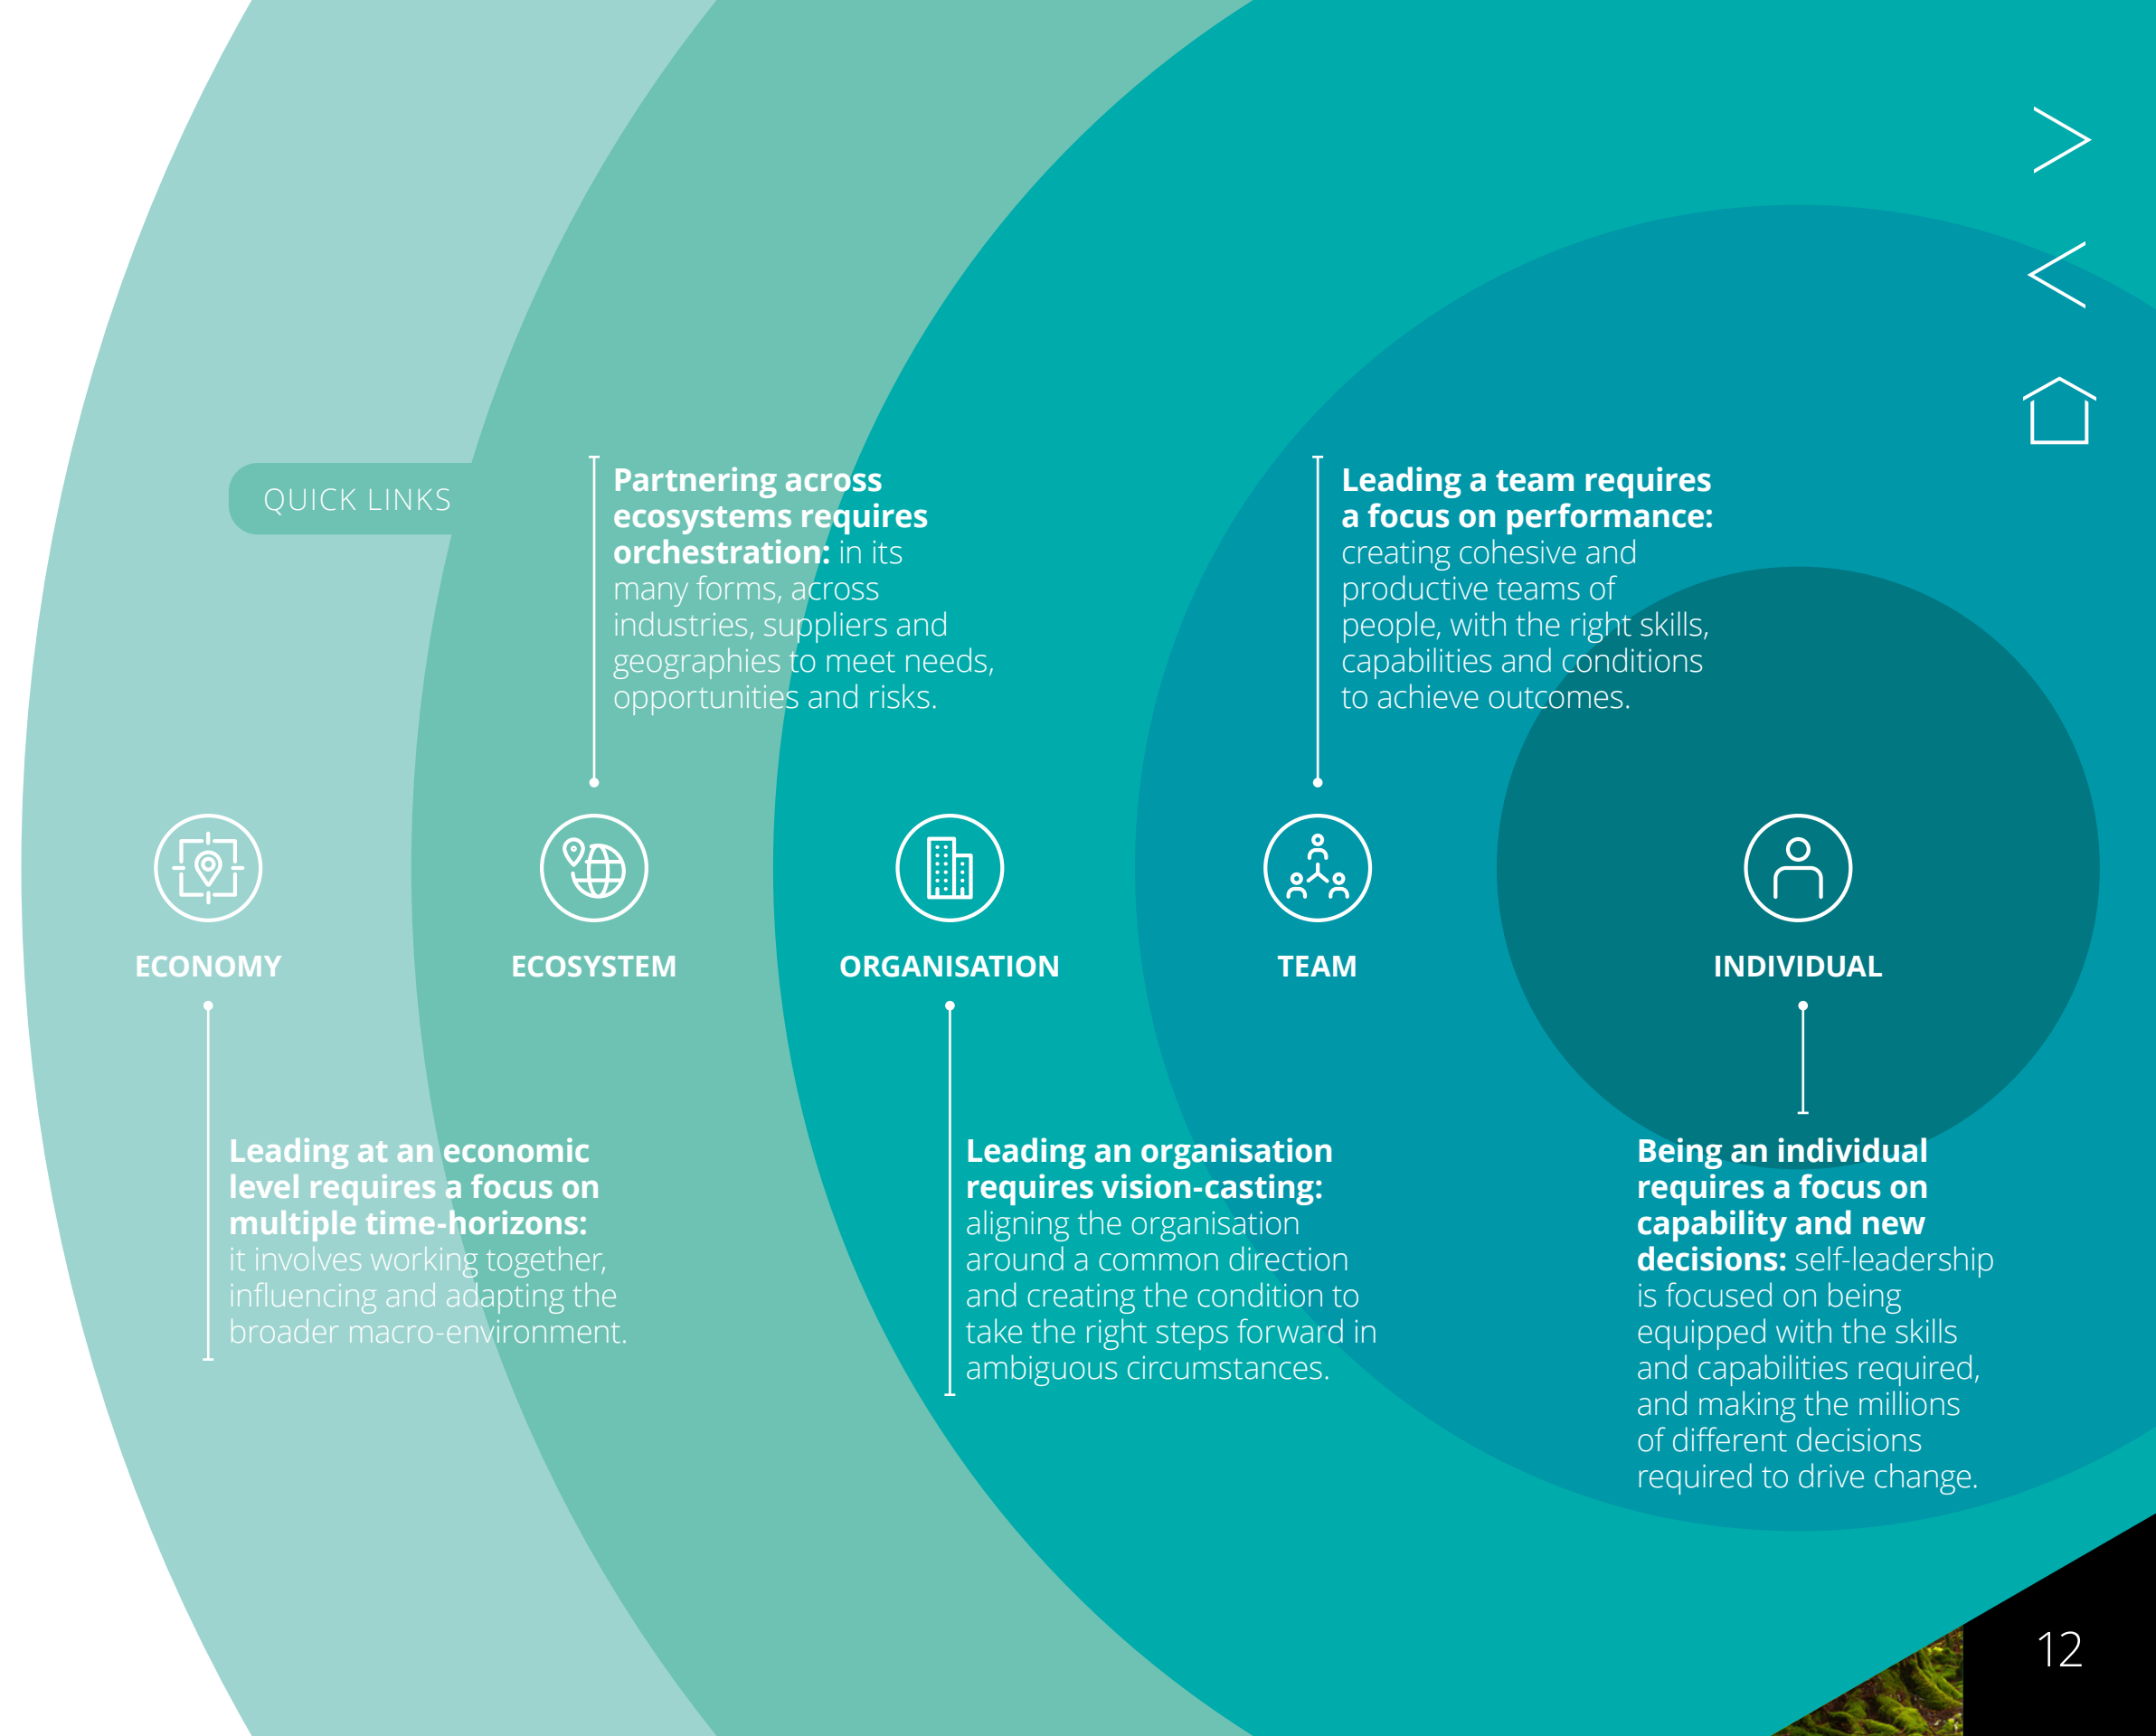 QUICK LINKS
Partnering across
ecosystems requires
orchestration: in its
many forms, across
industries, suppliers and
geographies to meet needs,
opportunities and risks.
Leading a team requires
a focus on performance:
creating cohesive and
productive teams of
people, with the right skills,
capabilities and conditions
to achieve outcomes.
ECONOMY
ECOSYSTEM
ORGANISATION
TEAM
INDIVIDUAL
Leading at an economic
level requires a focus on
multiple time-horizons:
it involves working together,
influencing and adapting the
broader macro-environment.
Leading an organisation
requires vision-casting:
aligning the organisation
around a common direction
and creating the condition to
take the right steps forward in
ambiguous circumstances.
Being an individual
requires a focus on
capability and new
decisions: self-leadership
is focused on being
equipped with the skills
and capabilities required,
and making the millions
of different decisions
required to drive change.
12